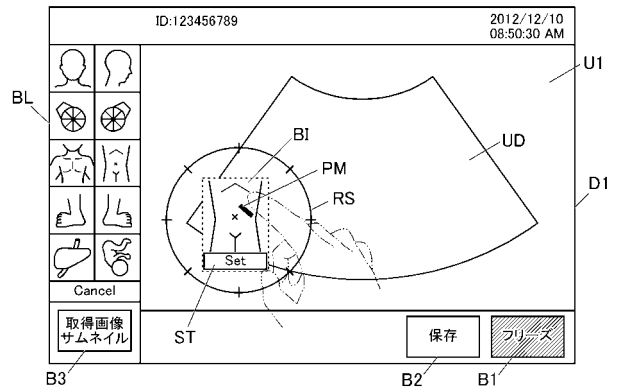 ID:123456789
2012/12/10
08:50:30 AM
U1
BL
BI
UD
PM
RS
D1
Set
Cancel
取得画像
サムネイル
ST
保存
フリーズ
B3
B2
B1